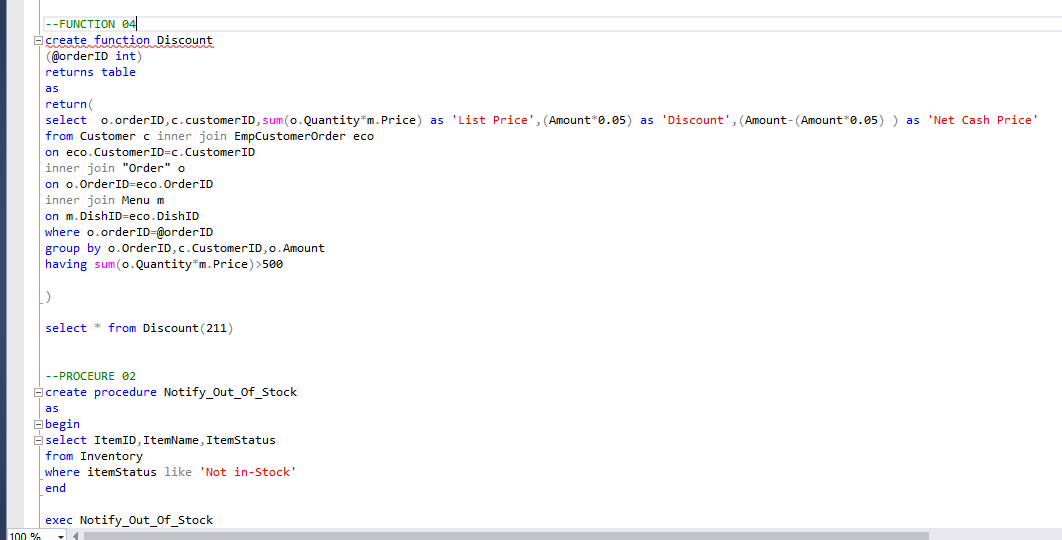 --FUNCTION 04
create function Discount
(@orderID int)
returns table
as
return(
select  o.orderID,c.customerID,sum(o.Quantity*m.Price) as 'List Price',(Amount*0.05) as 'Discount',(Amount-(Amount*0.05) ) as 'Net Cash Price'
from Customer c inner join EmpCustomerOrder eco
on eco.CustomerID=c.CustomerID
inner join "Order" o
on o.OrderID=eco.OrderID
inner join Menu m
on m.DishID=eco.DishID
where o.orderID=@orderID
group by o.OrderID,c.CustomerID,o.Amount
having sum(o.Quantity*m.Price)>500
)
select * from Discount(211)
--PROCEURE 02
create procedure Notify_Out_Of_Stock
as
begin
select ItemID,ItemName,ItemStatus
from Inventory
where itemStatus like 'Not in-Stock'
end
exec Notify_Out_Of_Stock
100 %